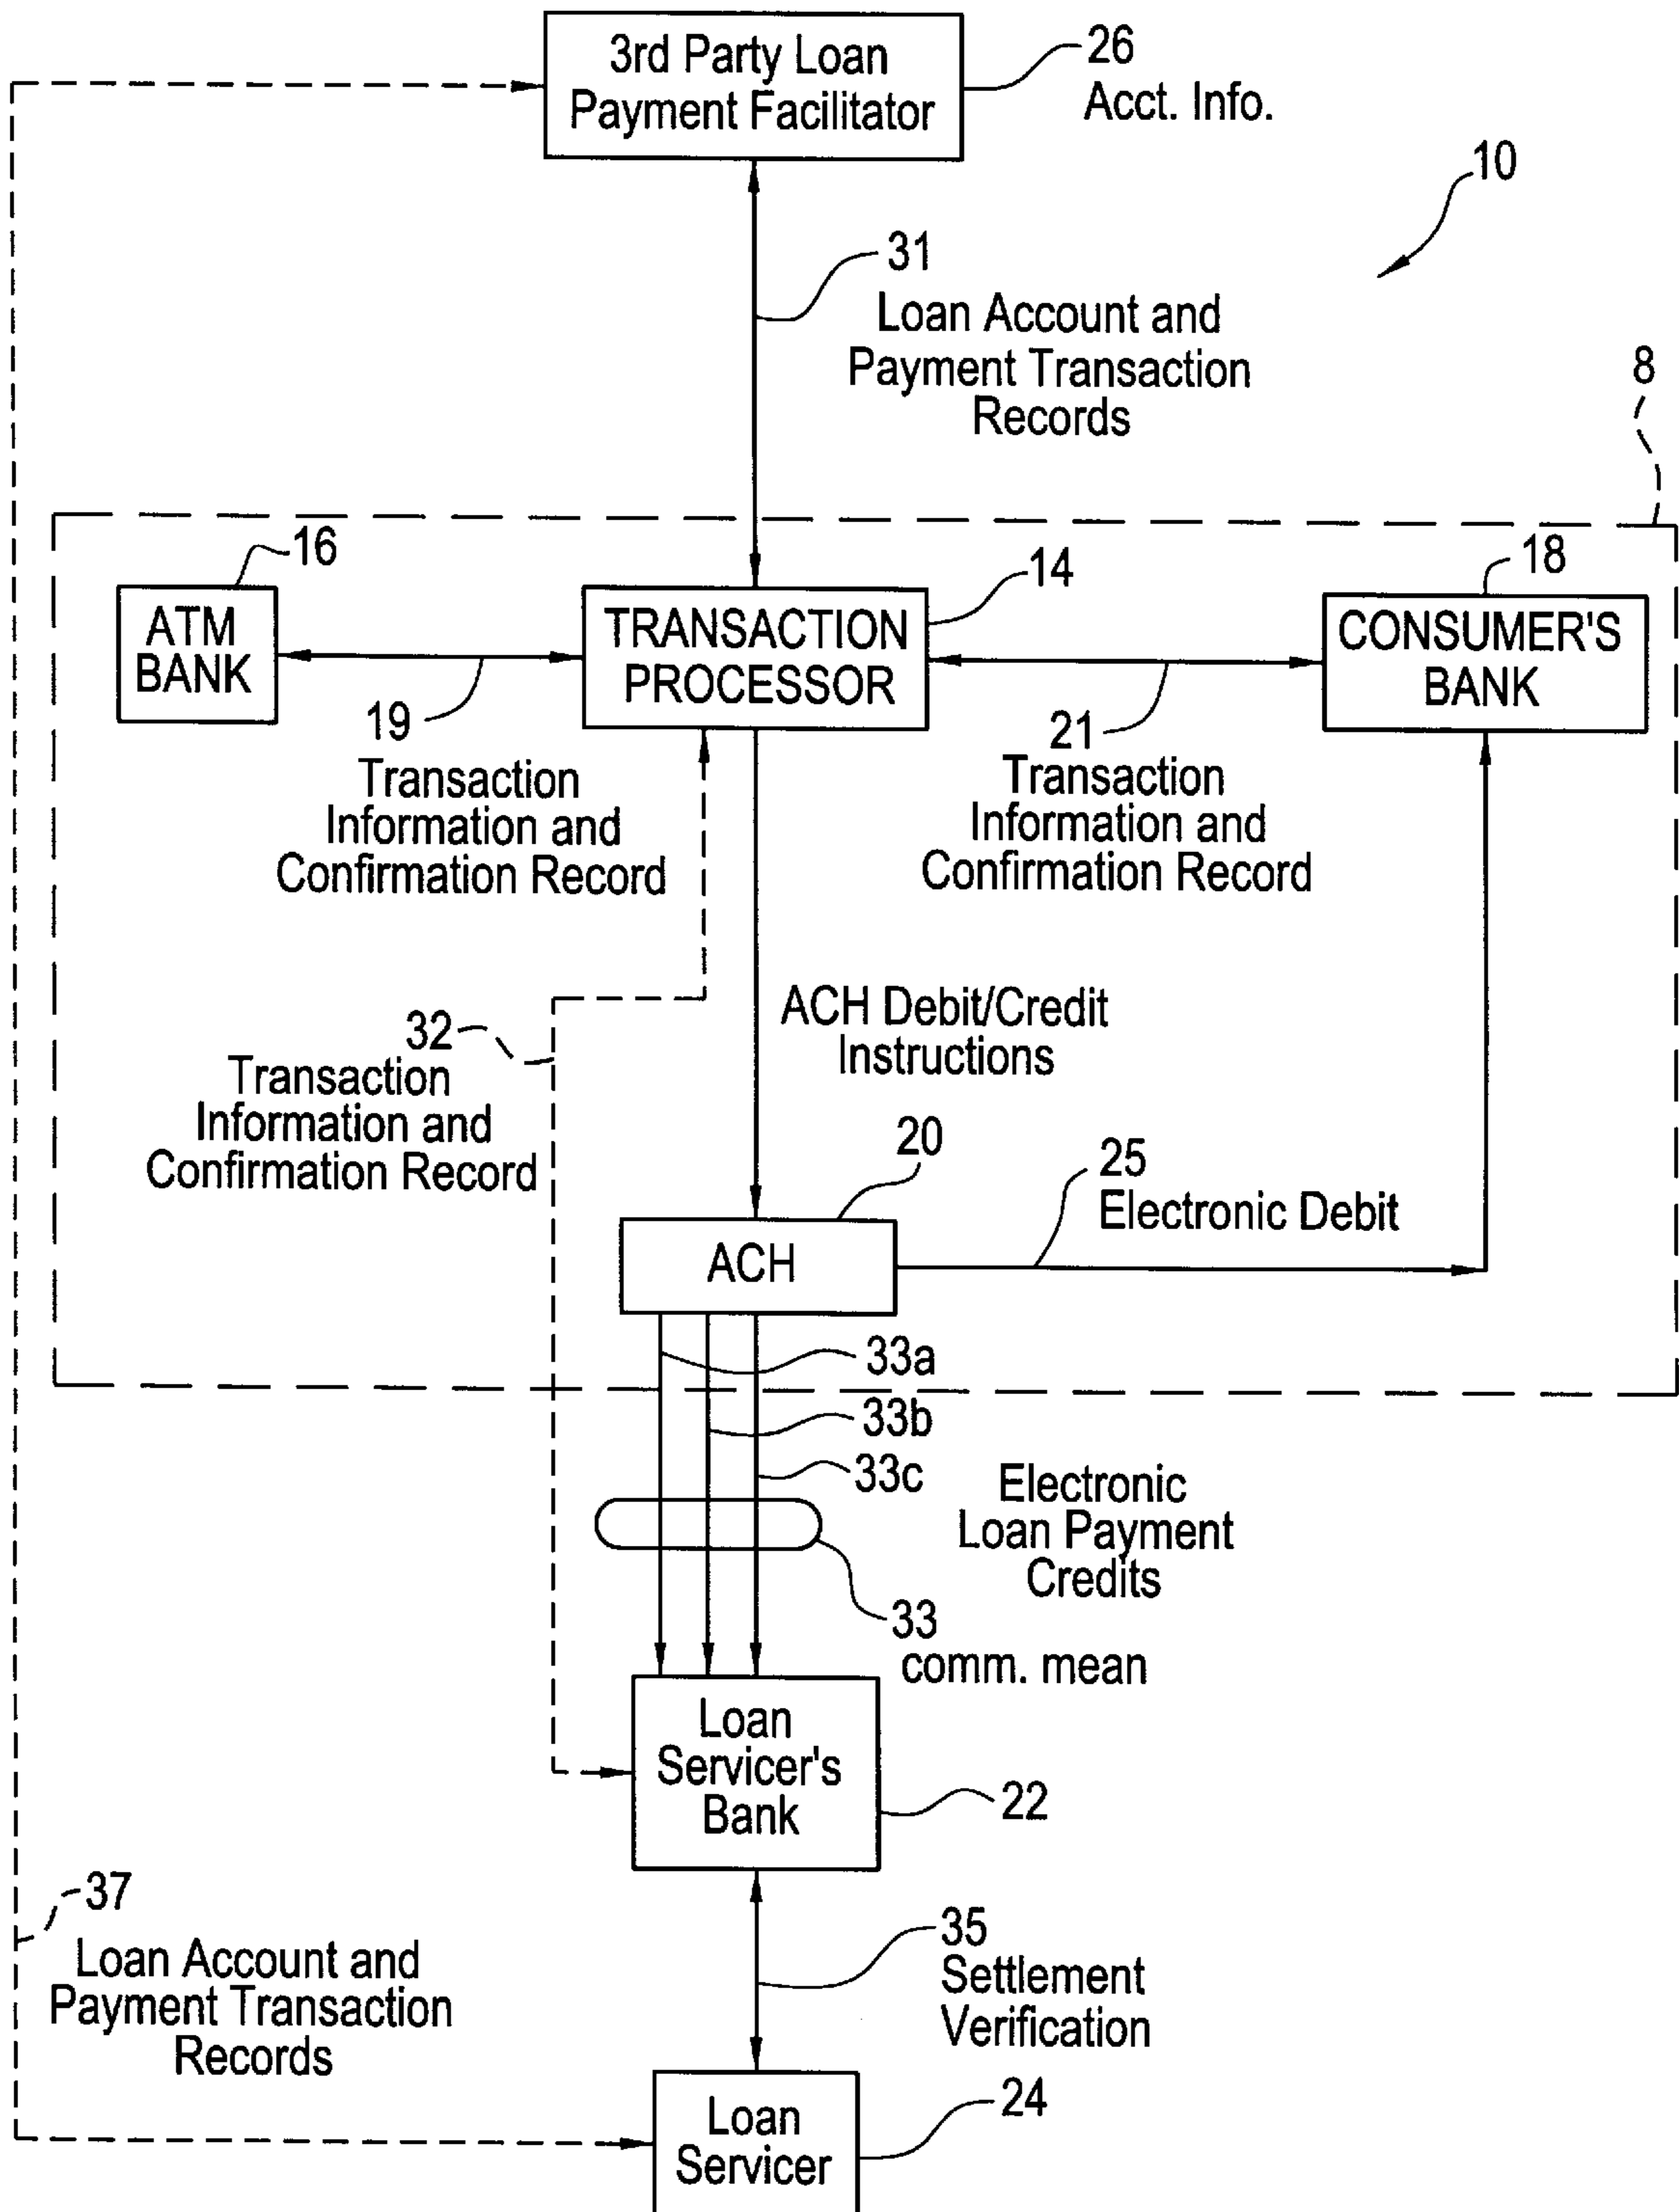 3rd Party Loan
Payment Facilitator
26
Acct. Info.
10
31
Loan Account and
Payment Transaction
Records
8
16
ATM
BANK
14
TRANSACTION
PROCESSOR
18
CONSUMER'S
BANK
19
Transaction
Information and
Confirmation Record
21
Transaction
Information and
Confirmation Record
32
Transaction
Information and
Confirmation Record
ACH Debit/Credit
Instructions
20
ACH
25
Electronic Debit
33a
33b
33c
Electronic
Loan Payment
Credits
33
comm. mean
Loan
Servicer's
Bank
22
37
Loan Account and
Payment Transaction
Records
35
Settlement
Verification
Loan
Servicer
24